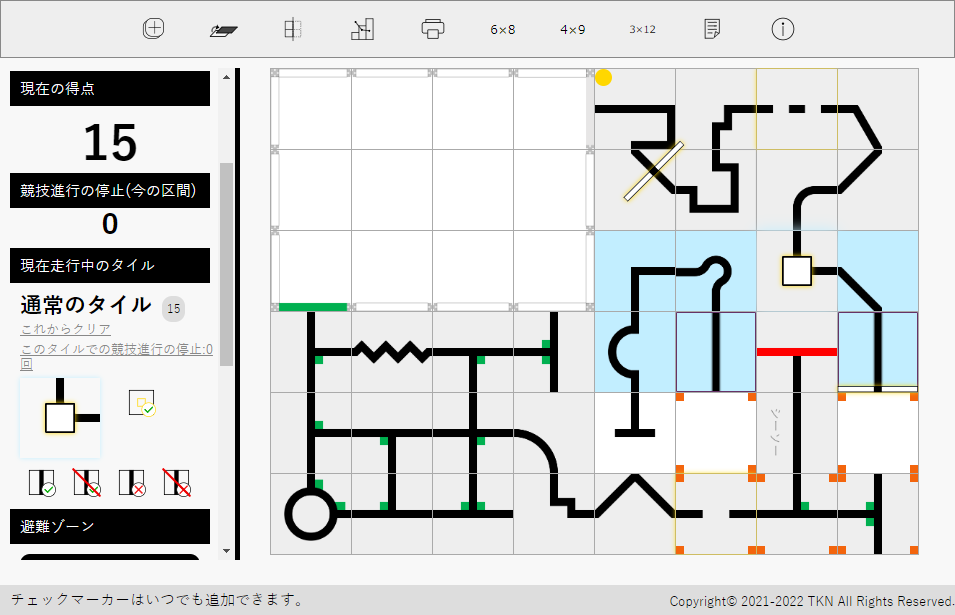 6×8
4×9
3×12
現在の得点
15
競技進行の停止(今の区間)
0
現在走行中のタイル
通常のタイル 15
これからクリア
このタイルでの競技進行の停止:0
回
避難ゾーン
シーソー
チェックマーカーはいつでも追加できます。
Copyright© 2021-2022 TKN All Rights Reserved.